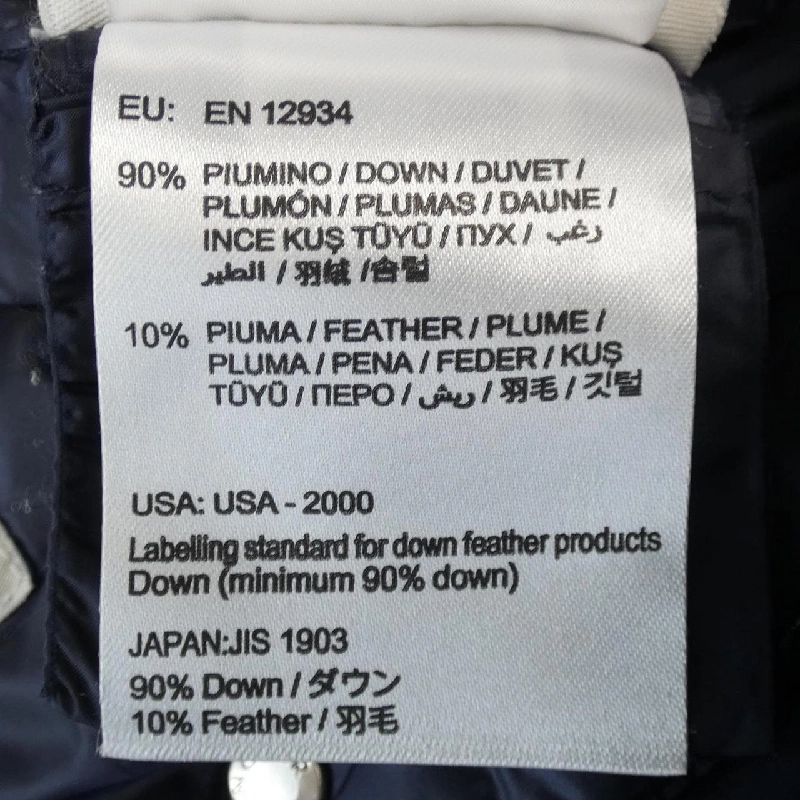 EU: EN 12934
90% PIUMINO / DOWN / DUVET /
PLUMÓN / PLUMAS / DAUNE /
INCE KUŞ TÜYÜ / ПУХ / زغب
الطير / 羽绒 / 솜털
10% PIUMA / FEATHER / PLUME /
PLUMA / PENA / FEDER / KUŞ
TÜYÜ / ПЕРО / ريش / 羽毛 / 깃털
USA: USA - 2000
Labelling standard for down feather products
Down (minimum 90% down)
JAPAN:JIS 1903
90% Down / ダウン
10% Feather / 羽毛